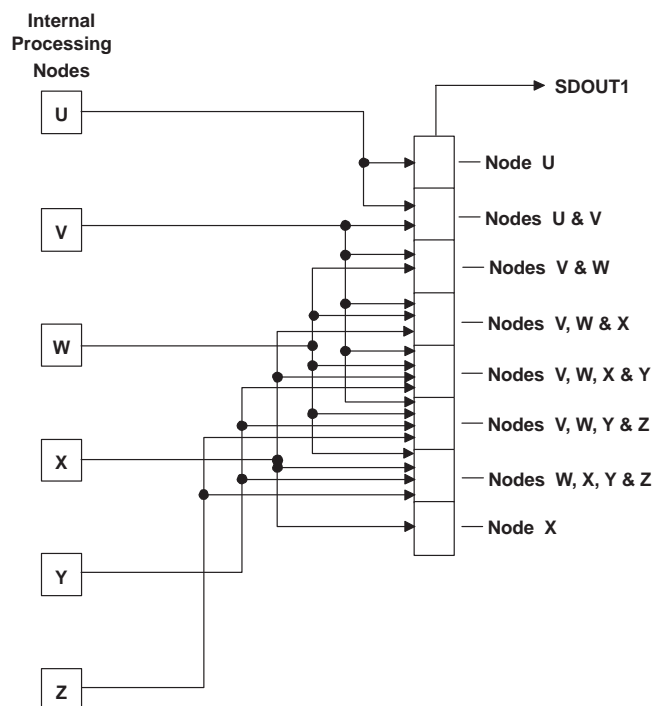 Internal
Processing
Nodes
SDOUT1
U
Node U
V
Nodes U & V
Nodes V & W
W
Nodes V, W & X
Nodes V, W, X & Y
Nodes V, W, Y & Z
X
Nodes W, X, Y & Z
Node X
Y
Z